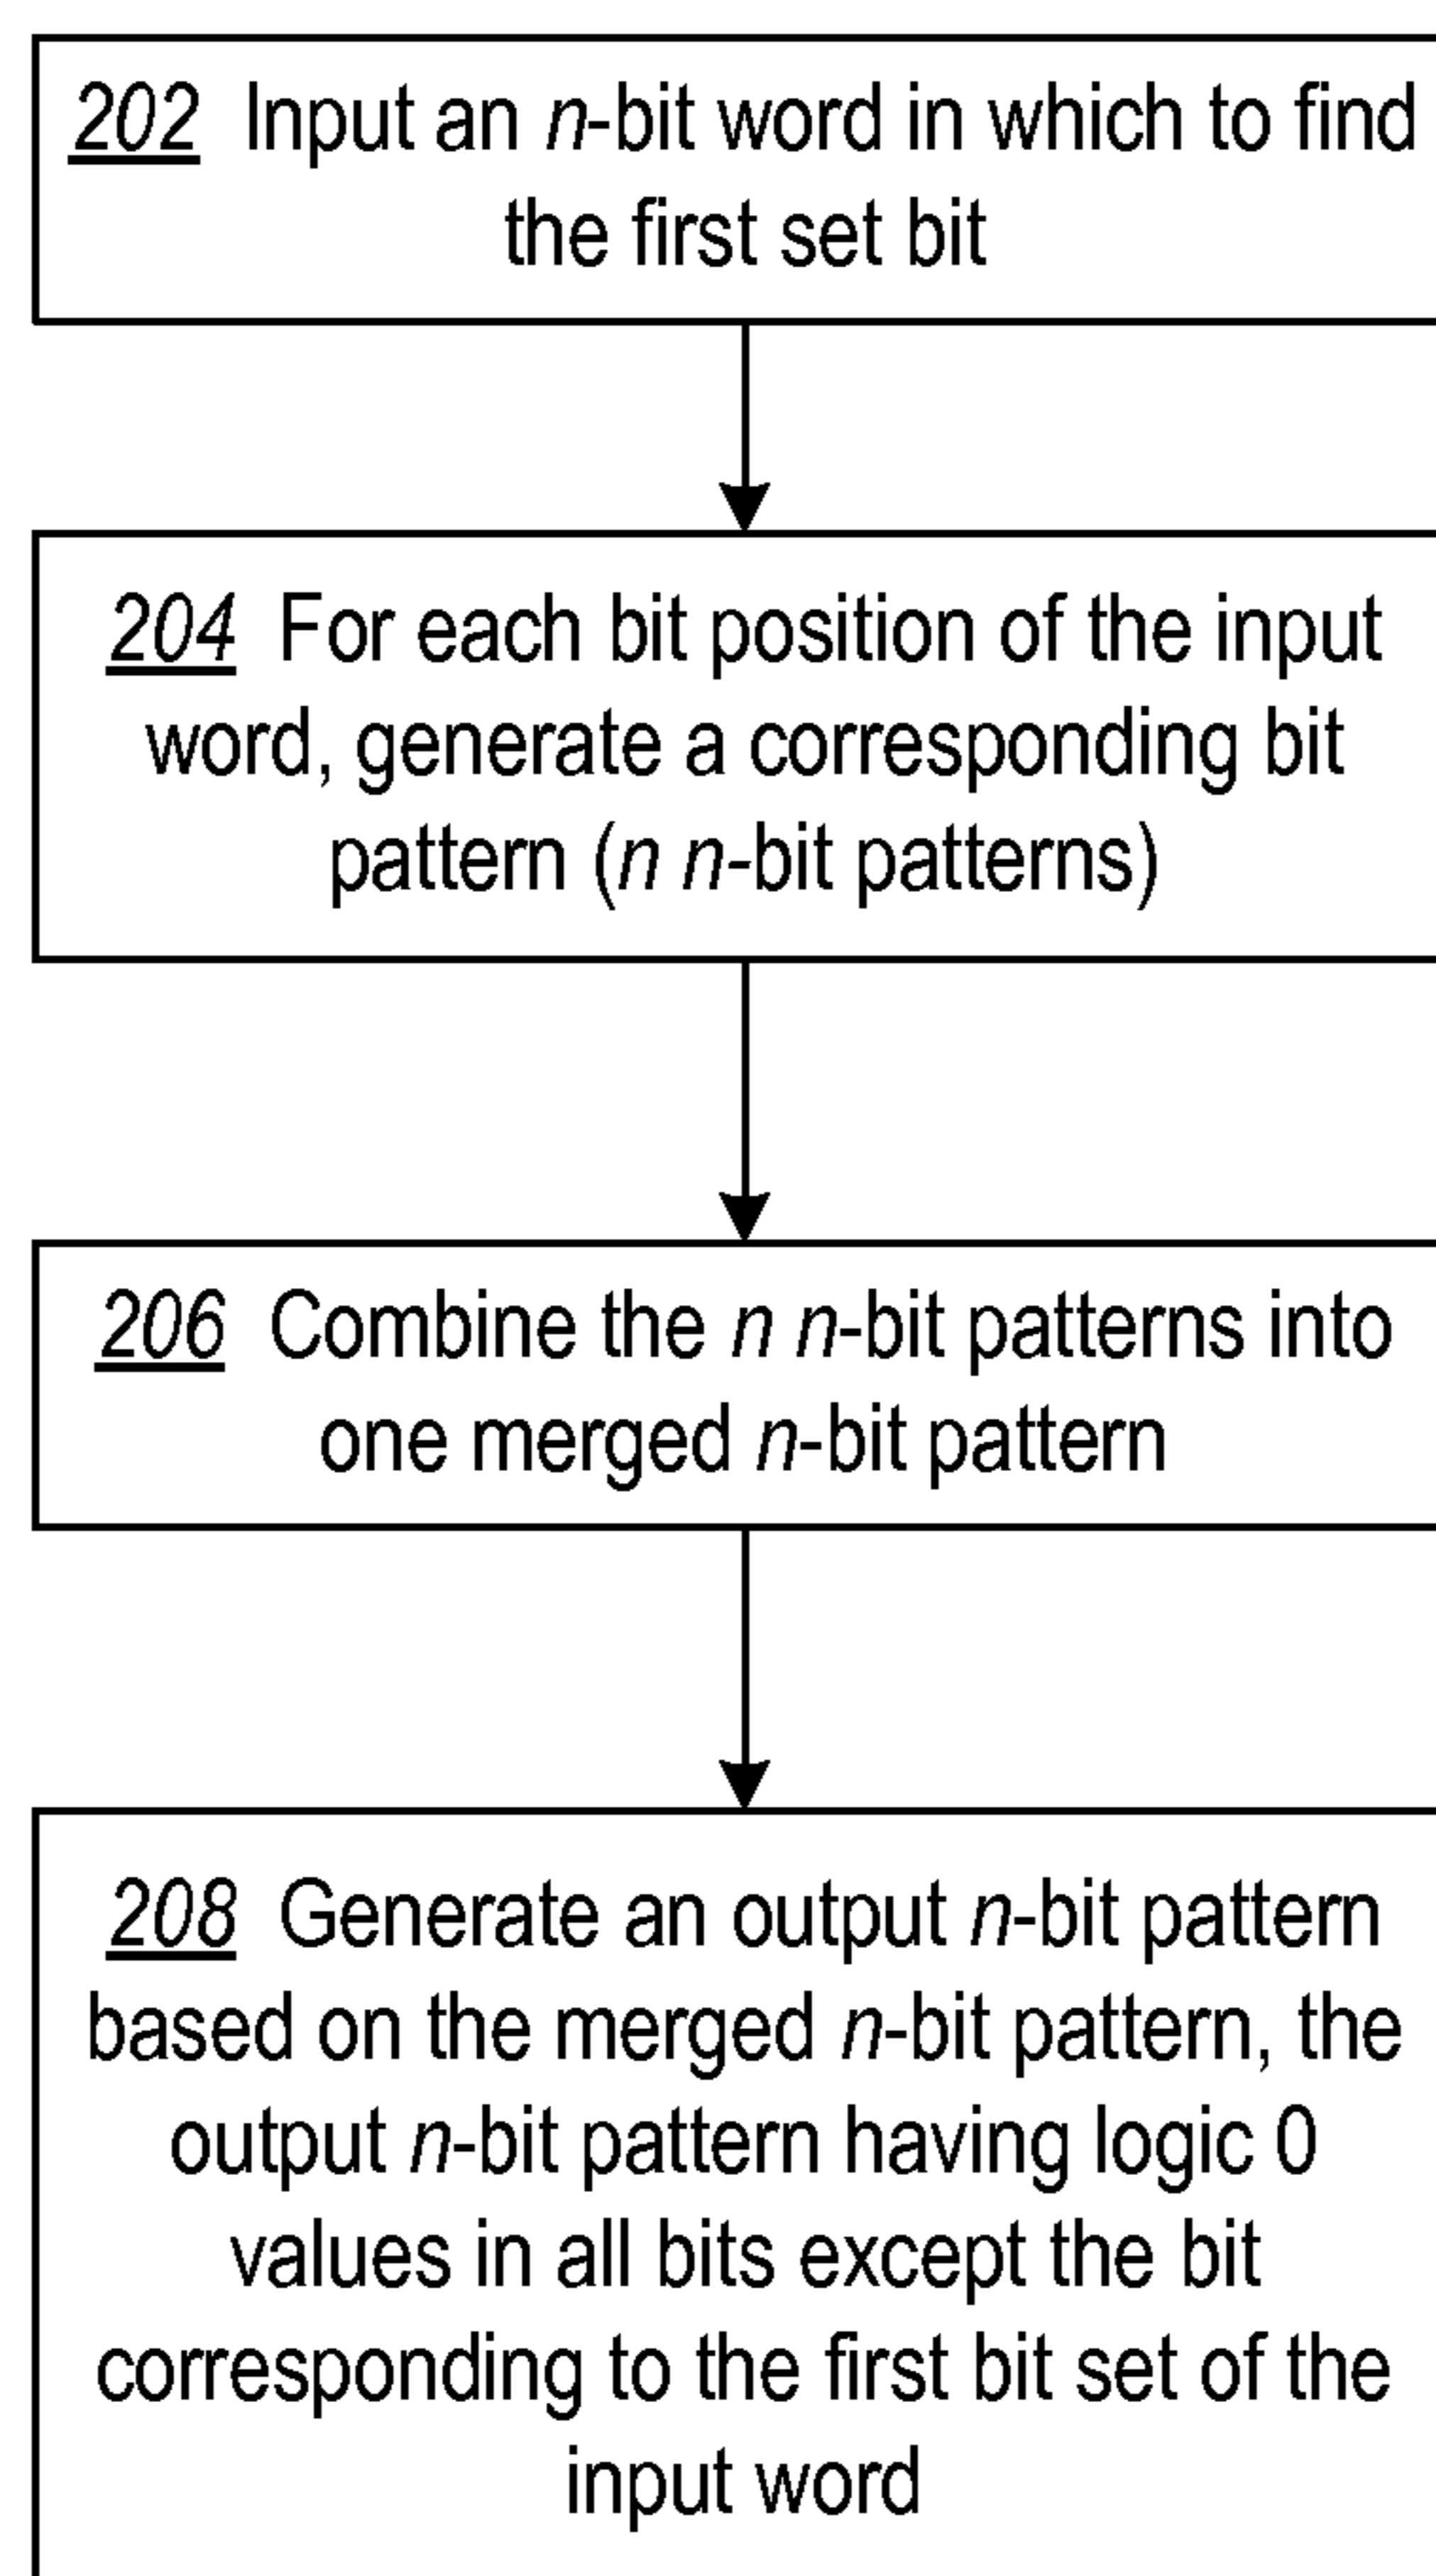 202 Input an n-bit word in which to find
the first set bit
204 For each bit position of the input
word, generate a corresponding bit
pattern (n n-bit patterns)
206 Combine the n n-bit patterns into
one merged n-bit pattern
208 Generate an output n-bit pattern
based on the merged n-bit pattern, the
output n-bit pattern having logic 0
values in all bits except the bit
corresponding to the first bit set of the
input word